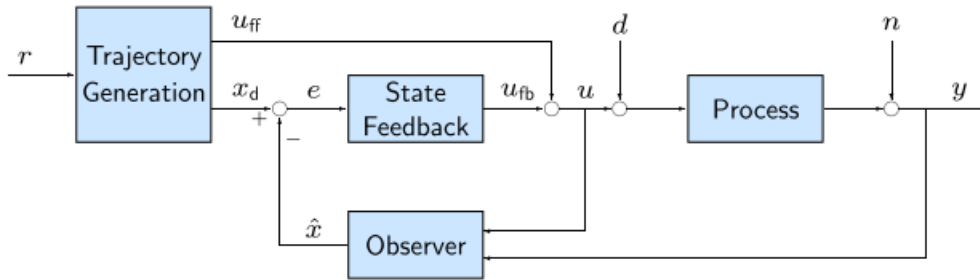 r
Trajectory
Generation
u_ff
x_d
+
−
e
State
Feedback
u_fb
u
d
Process
n
y
x̂
Observer